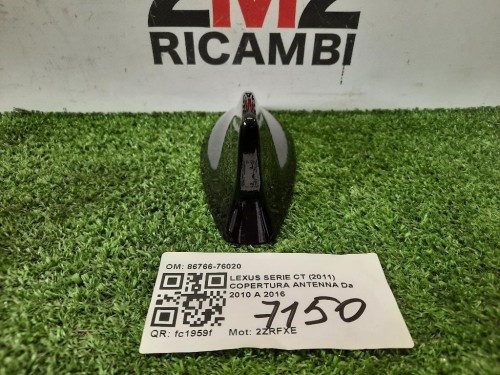 2M2
RICAMBI
OM: 86766-76020
LEXUS SERIE CT (2011)
COPERTURA ANTENNA Da
2010 A 2016
7150
QR: fc1959f Mot: 2ZRFXE